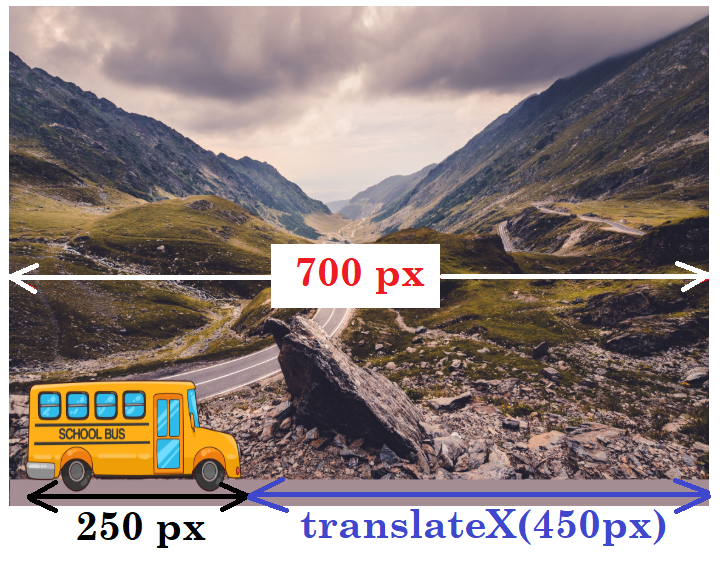 700 px
SCHOOL BUS
250 px
translateX(450px)